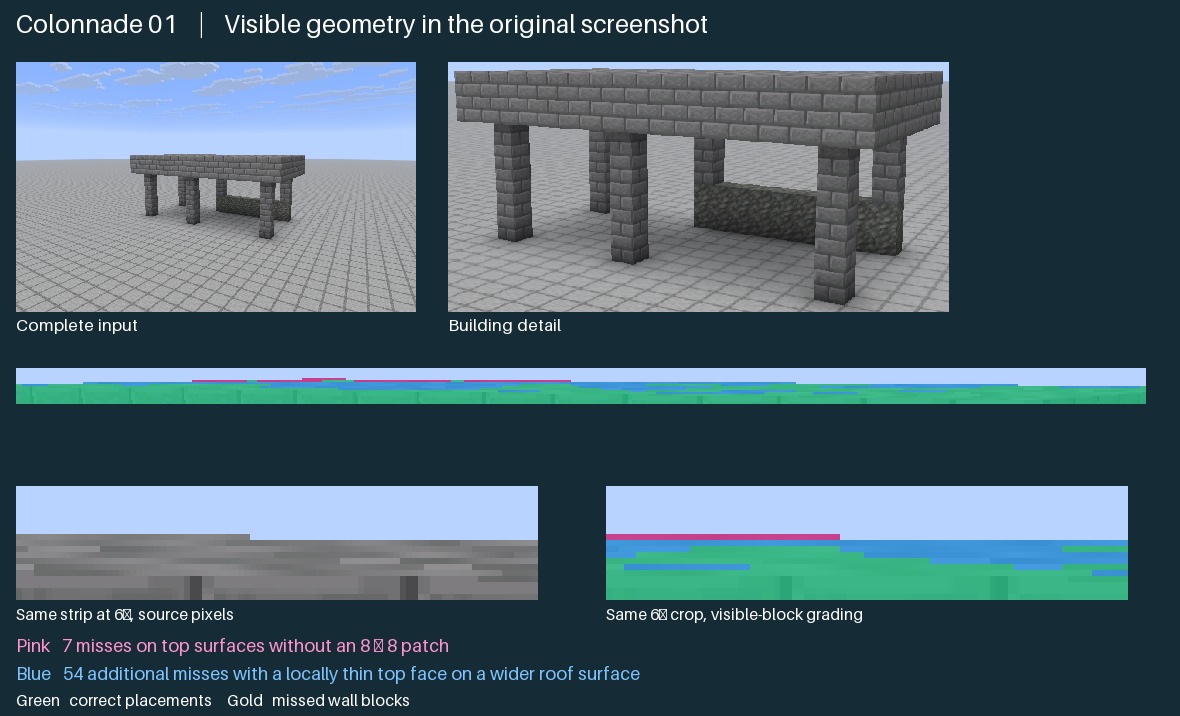 Colonnade 01 | Visible geometry in the original screenshot
Complete input
Building detail
Same strip at 6☒, source pixels
Same 6☒ crop, visible-block grading
Pink 7 misses on top surfaces without an 8☒8 patch
Blue 54 additional misses with a locally thin top face on a wider roof surface
Green correct placements Gold missed wall blocks